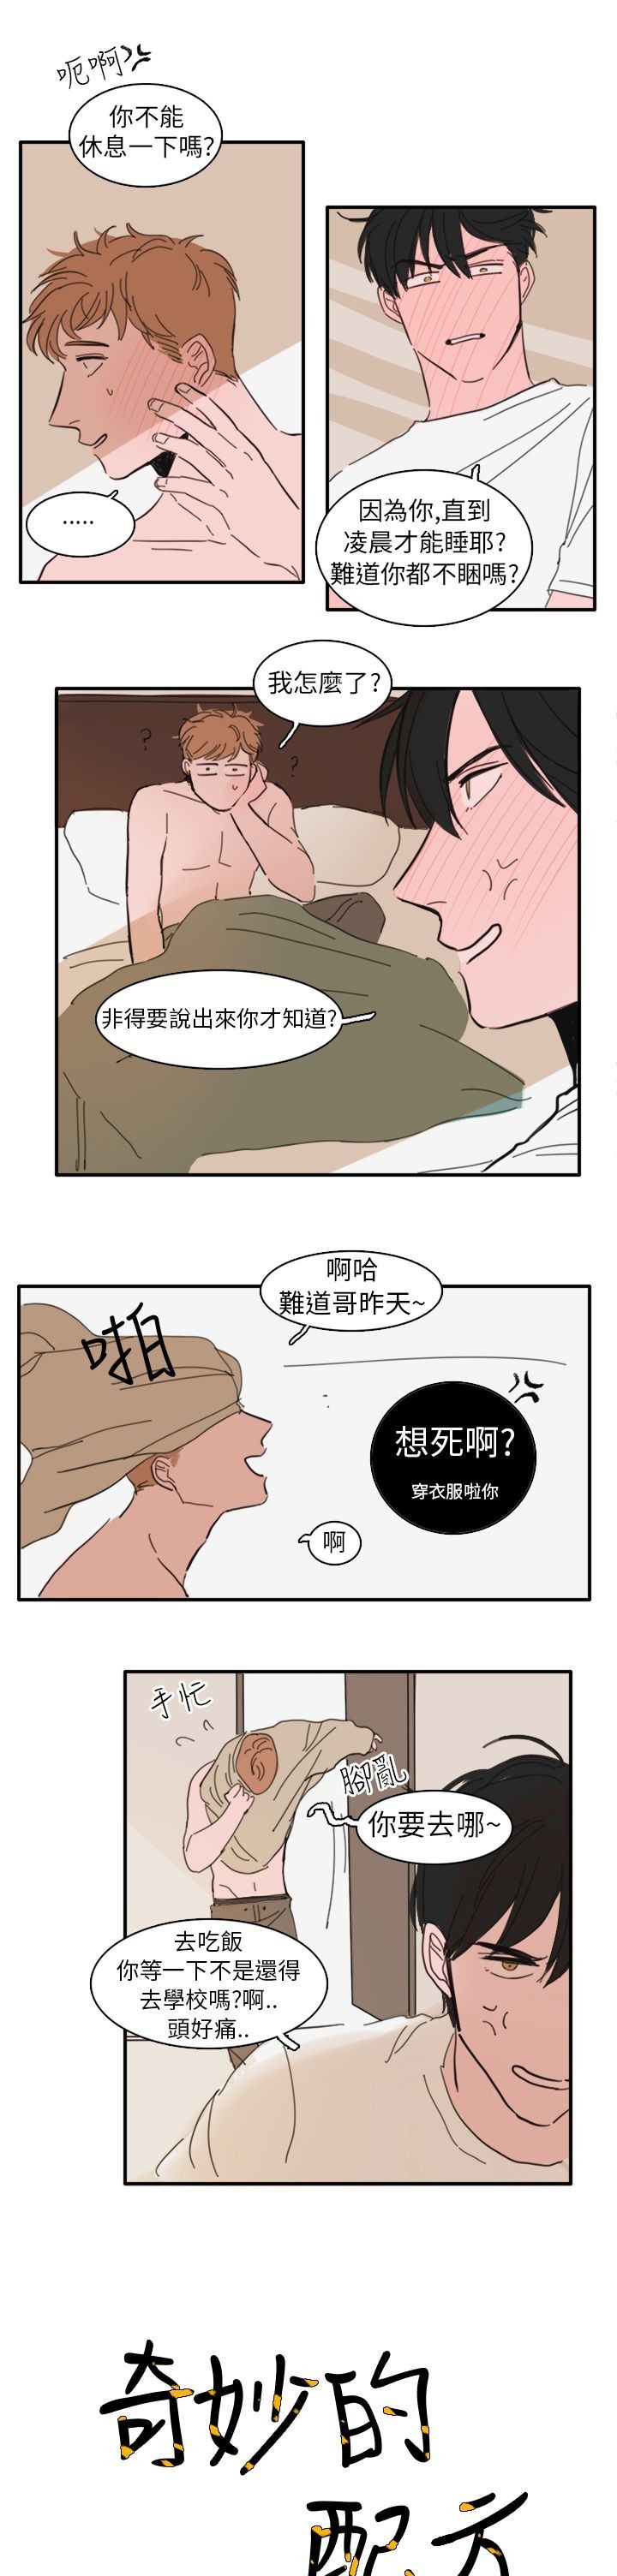 呃啊
你不能
休息一下嗎?
.....
因為你,直到
凌晨才能睡耶?
難道你都不睏嗎?
我怎麼了?
?
?
非得要說出來你才知道?
啊哈
難道哥昨天~
啪
想死啊?
穿衣服啦你
啊
手忙
腳亂
你要去哪~
去吃飯
你等一下不是還得
去學校嗎?啊..
頭好痛..
奇妙的
配方